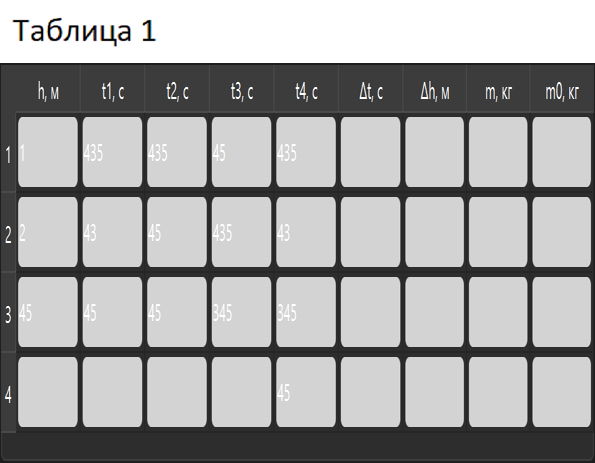 Таблица 1
h, м t1, с t2, с t3, с t4, с Δt, с Δh, м m, кг m0, кг
1 1 435 435 45 435
2 2 43 45 435 43
3 45 45 45 345 345
4 45